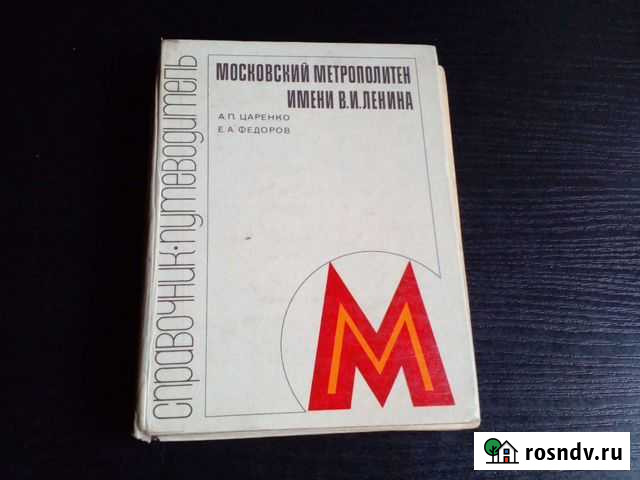 МОСКОВСКИЙ МЕТРОПОЛИТЕН
ИМЕНИ В.И.ЛЕНИНА
А.П. ЦАРЕНКО
Е.А. ФЕДОРОВ
справочник·путеводитель
М
rosndv.ru